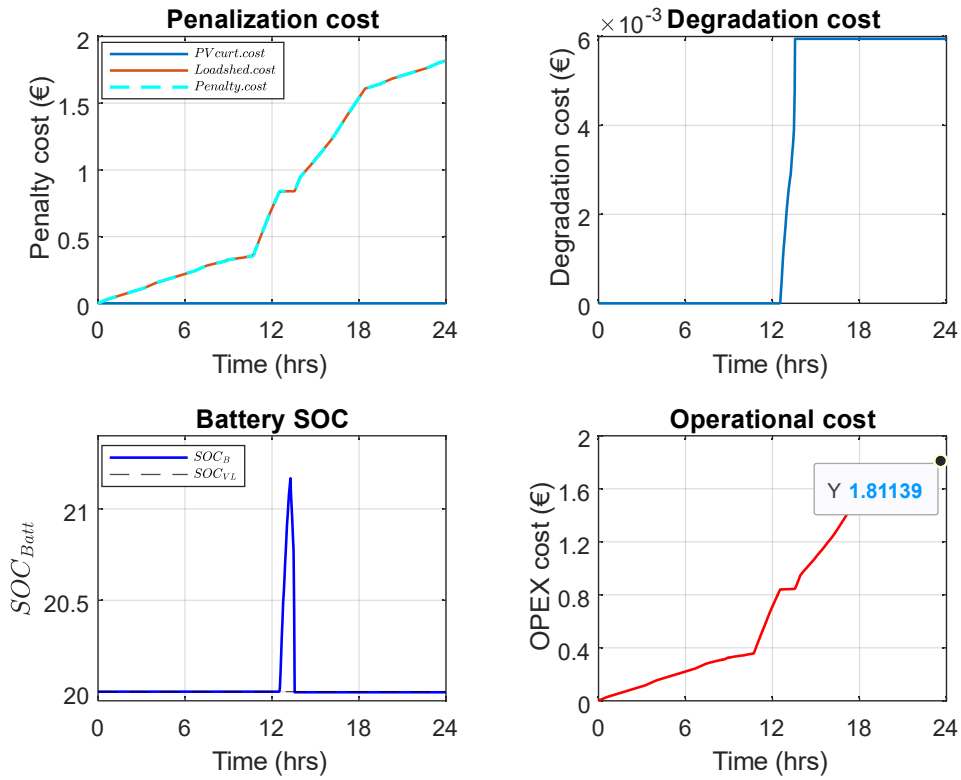 Penalization cost
2
1.5
1
0.5
0
PVcurt.cost
Loadshed.cost
Penalty.cost
Penalty cost (€)
0 6 12 18 24
Time (hrs)
Degradation cost
×10⁻³
6
4
2
0
Degradation cost (€)
0 6 12 18 24
Time (hrs)
Battery SOC
21
20.5
20
SOC_B
SOC_VL
SOC_Batt
0 6 12 18 24
Time (hrs)
Operational cost
2
1.6
1.2
0.8
0.4
0
Y 1.81139
OPEX cost (€)
0 6 12 18 24
Time (hrs)